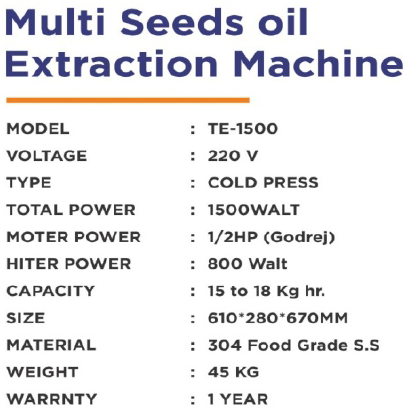 Multi Seeds oil
Extraction Machine
MODEL : TE-1500
VOLTAGE : 220 V
TYPE : COLD PRESS
TOTAL POWER : 1500WALT
MOTER POWER : 1/2HP (Godrej)
HITER POWER : 800 Walt
CAPACITY : 15 to 18 Kg hr.
SIZE : 610*280*670MM
MATERIAL : 304 Food Grade S.S
WEIGHT : 45 KG
WARRNTY : 1 YEAR